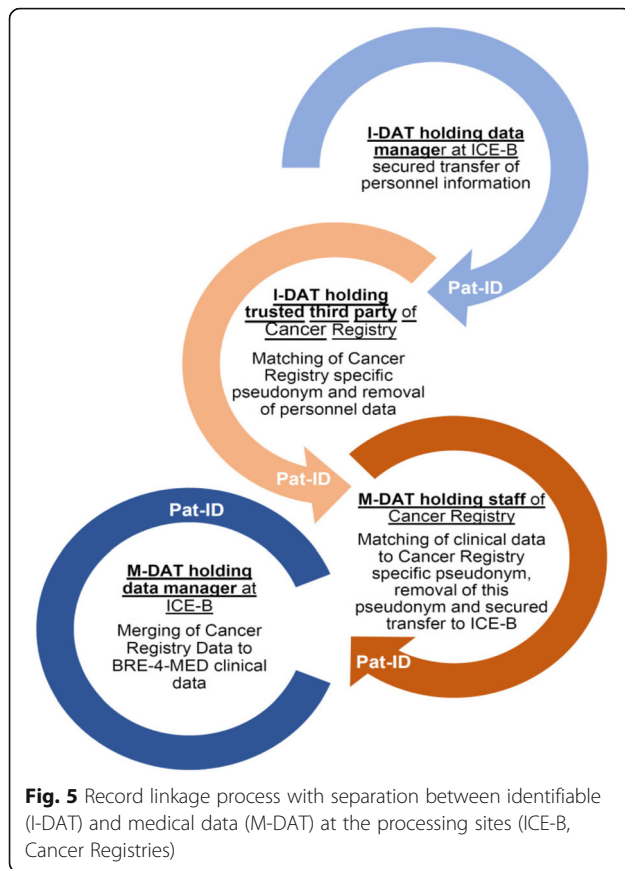 I-DAT holding data
manager at ICE-B
secured transfer of
personnel information
Pat-ID
I-DAT holding
trusted third party of
Cancer Registry
Matching of Cancer
Registry specific
pseudonym and removal
of personnel data
Pat-ID
M-DAT holding staff of
Cancer Registry
Matching of clinical data
to Cancer Registry
specific pseudonym,
removal of this
pseudonym and secured
transfer to ICE-B
Pat-ID
Pat-ID
M-DAT holding
data manager at
ICE-B
Merging of Cancer
Registry Data to
BRE-4-MED clinical
data
Fig. 5 Record linkage process with separation between identifiable
(I-DAT) and medical data (M-DAT) at the processing sites (ICE-B,
Cancer Registries)